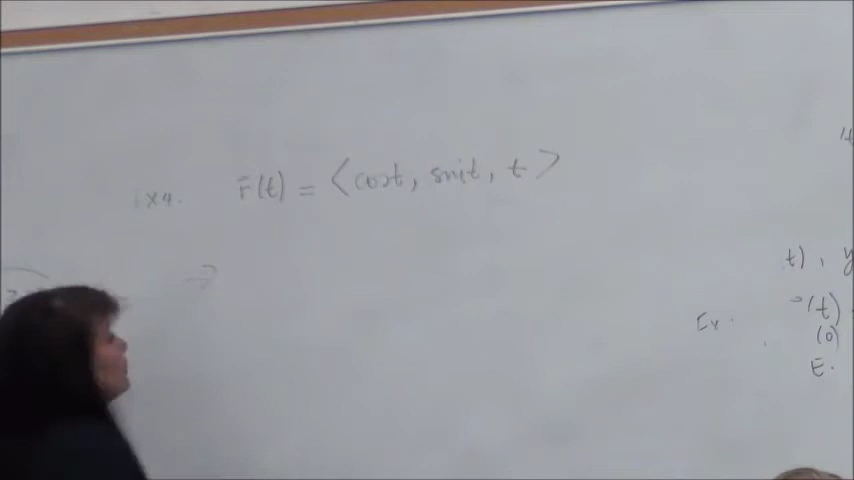 Ex4. r⃗(t) = <cost, sint, t>
→
t), y
(t)
Ex.
(0)
E.